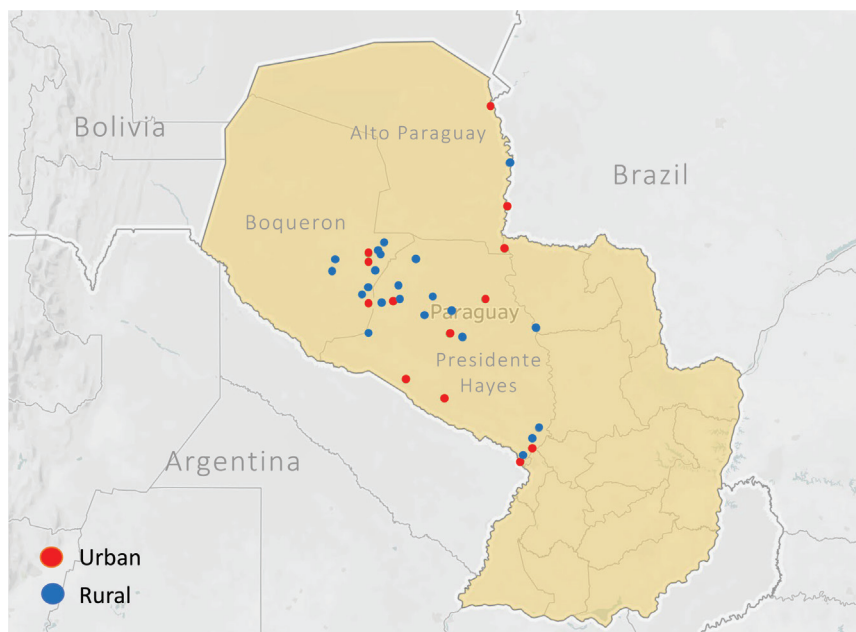 Bolivia
Alto Paraguay
Brazil
Boqueron
Paraguay
Presidente
Hayes
Argentina
Urban
Rural